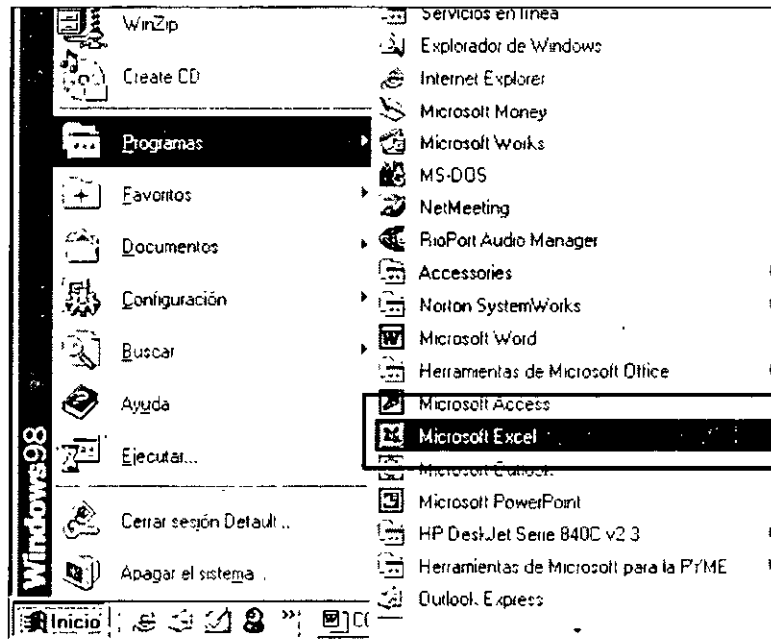 WinZip
Create CD
Programas
Favoritos
Documentos
Configuración
Buscar
Ayuda
Ejecutar...
Cerrar sesión Default...
Apagar el sistema...
Windows98
Servicios en línea
Explorador de Windows
Internet Explorer
Microsoft Money
Microsoft Works
MS-DOS
NetMeeting
RioPort Audio Manager
Accessories
Norton SystemWorks
Microsoft Word
Herramientas de Microsoft Office
Microsoft Access
Microsoft Excel
Microsoft Outlook
Microsoft PowerPoint
HP DeskJet Serie 840C v2.3
Herramientas de Microsoft para la PYME
Outlook Express
Inicio